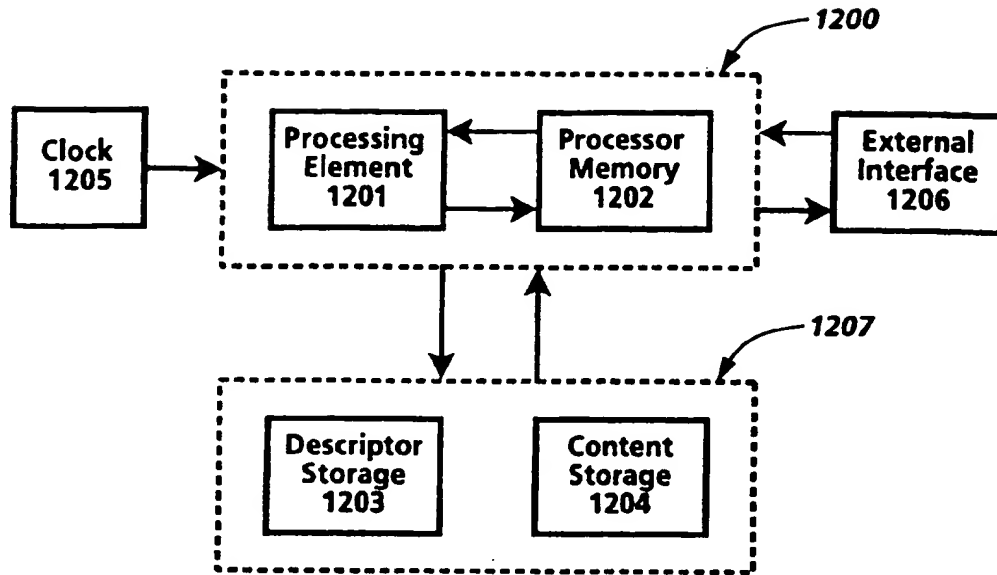 1200
Clock
1205
Processing
Element
1201
Processor
Memory
1202
External
Interface
1206
1207
Descriptor
Storage
1203
Content
Storage
1204